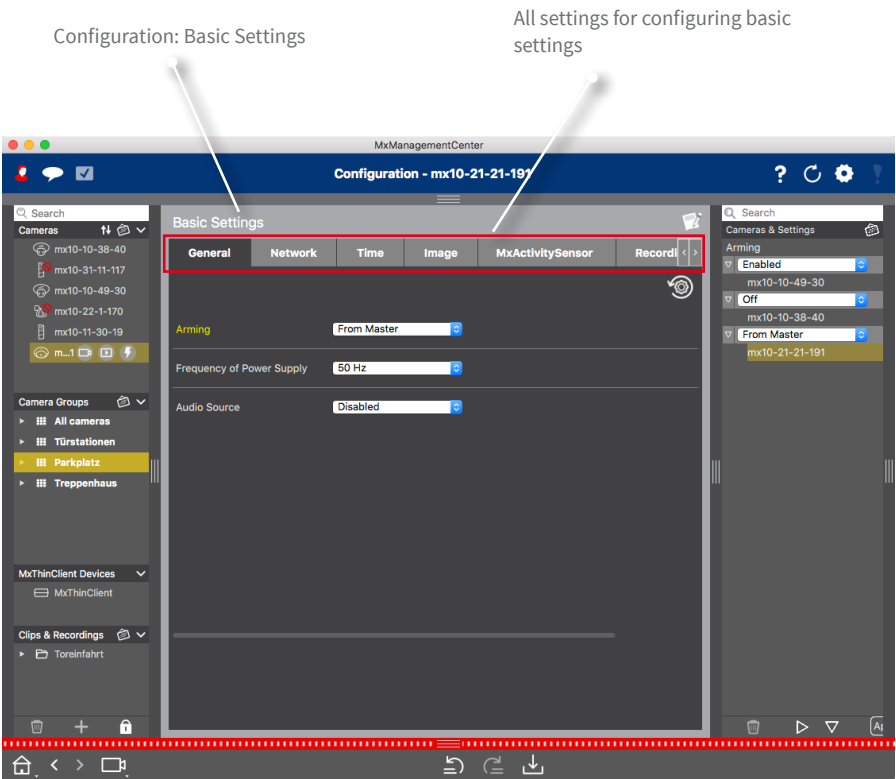 Configuration: Basic Settings
All settings for configuring basic
settings
MxManagementCenter
Configuration - mx10-21-21-191
Search
Cameras
mx10-10-38-40
mx10-31-11-117
mx10-10-49-30
mx10-22-1-170
mx10-11-30-19
m...1
Camera Groups
All cameras
Türstationen
Parkplatz
Treppenhaus
MxThinClient Devices
MxThinClient
Clips & Recordings
Toreinfahrt
Basic Settings
General Network Time Image MxActivitySensor Recordi
Arming From Master
Frequency of Power Supply 50 Hz
Audio Source Disabled
Search
Cameras & Settings
Arming
Enabled
mx10-10-49-30
Off
mx10-10-38-40
From Master
mx10-21-21-191